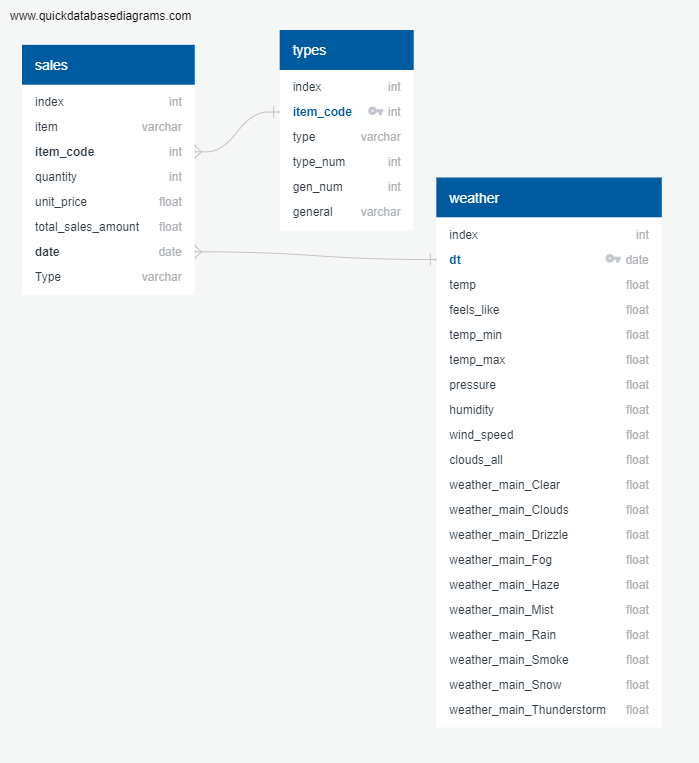 www.quickdatabasediagrams.com
sales
index int
item varchar
item_code int
quantity int
unit_price float
total_sales_amount float
date date
Type varchar
types
index int
item_code int
type varchar
type_num int
gen_num int
general varchar
weather
index int
dt date
temp float
feels_like float
temp_min float
temp_max float
pressure float
humidity float
wind_speed float
clouds_all float
weather_main_Clear float
weather_main_Clouds float
weather_main_Drizzle float
weather_main_Fog float
weather_main_Haze float
weather_main_Mist float
weather_main_Rain float
weather_main_Smoke float
weather_main_Snow float
weather_main_Thunderstorm float